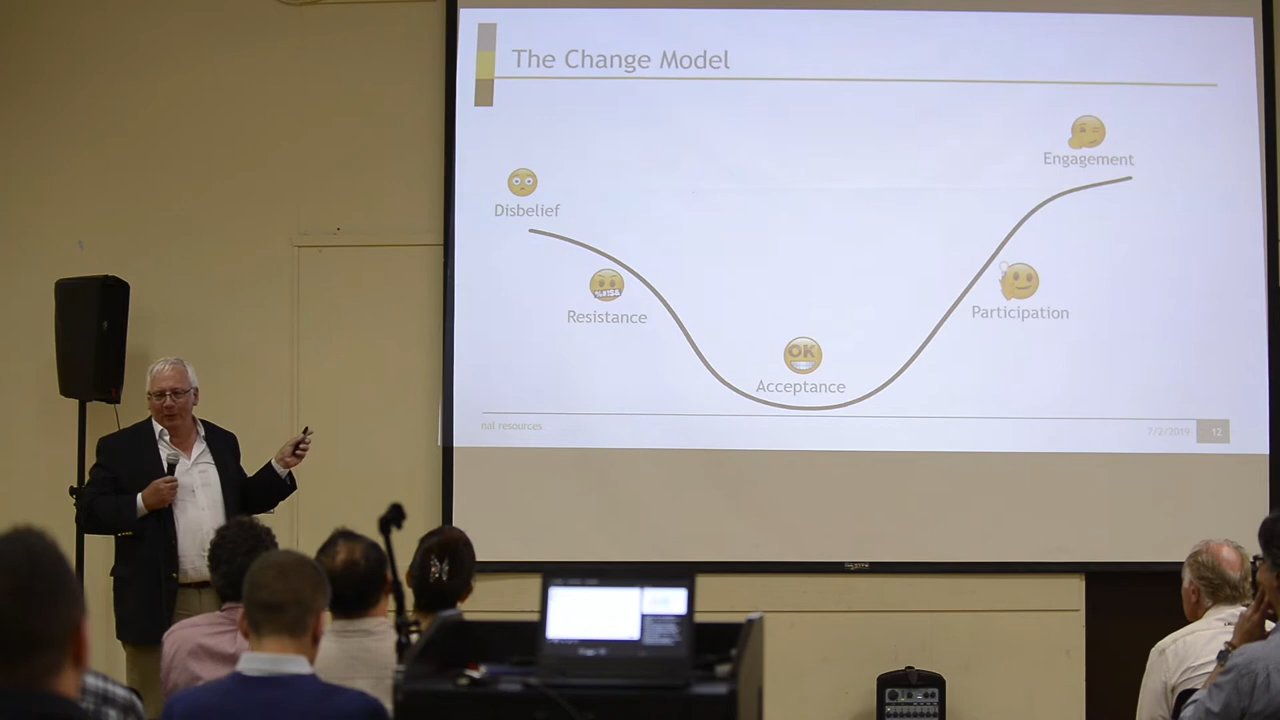 The Change Model
Engagement
Disbelief
Participation
%#!$&
Resistance
OK
Acceptance
nal resources
7/2/2019
12